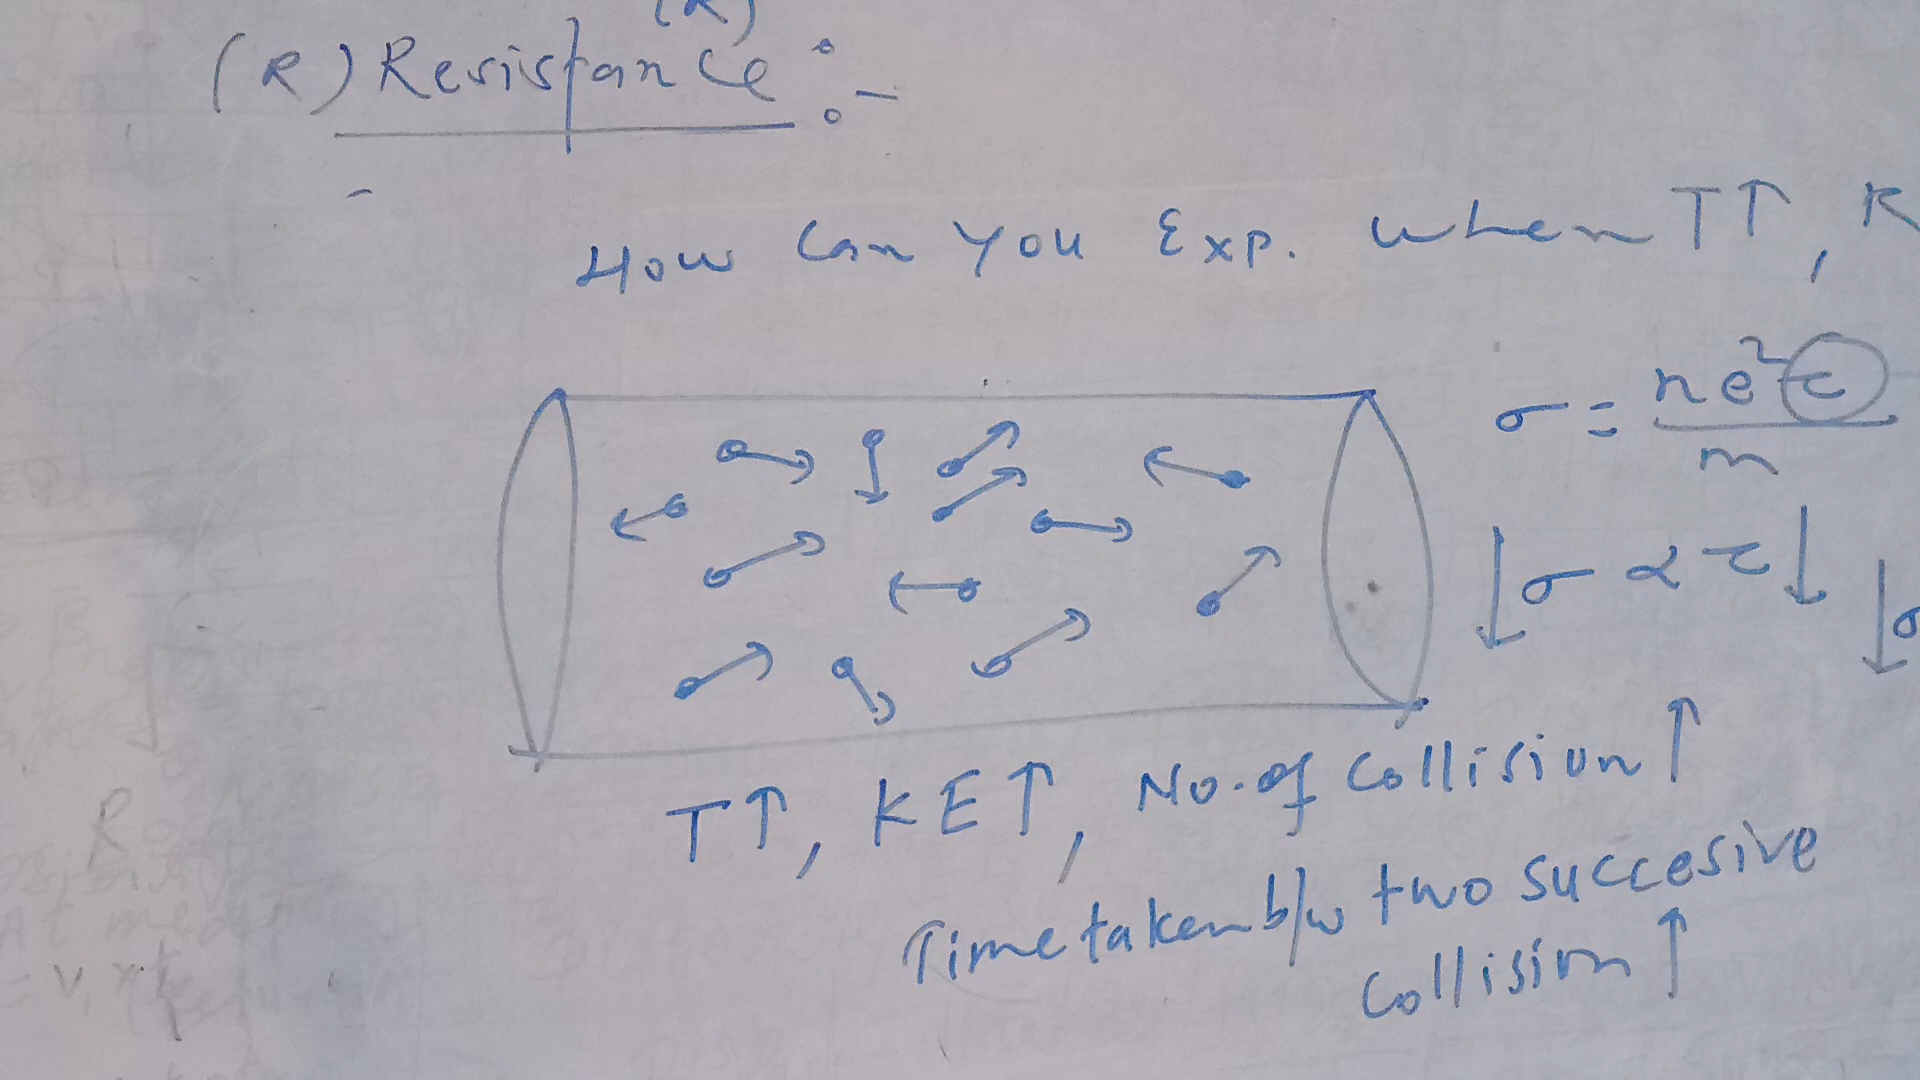 (R)
(R) Resistance :-
How Can You Exp. when T↑, R
σ = ne²τ
m
↓σ α τ↓ ↓σ
T↑, KE↑, No. of Collision ↑
Time taken b/w two succesive
Collision ↑